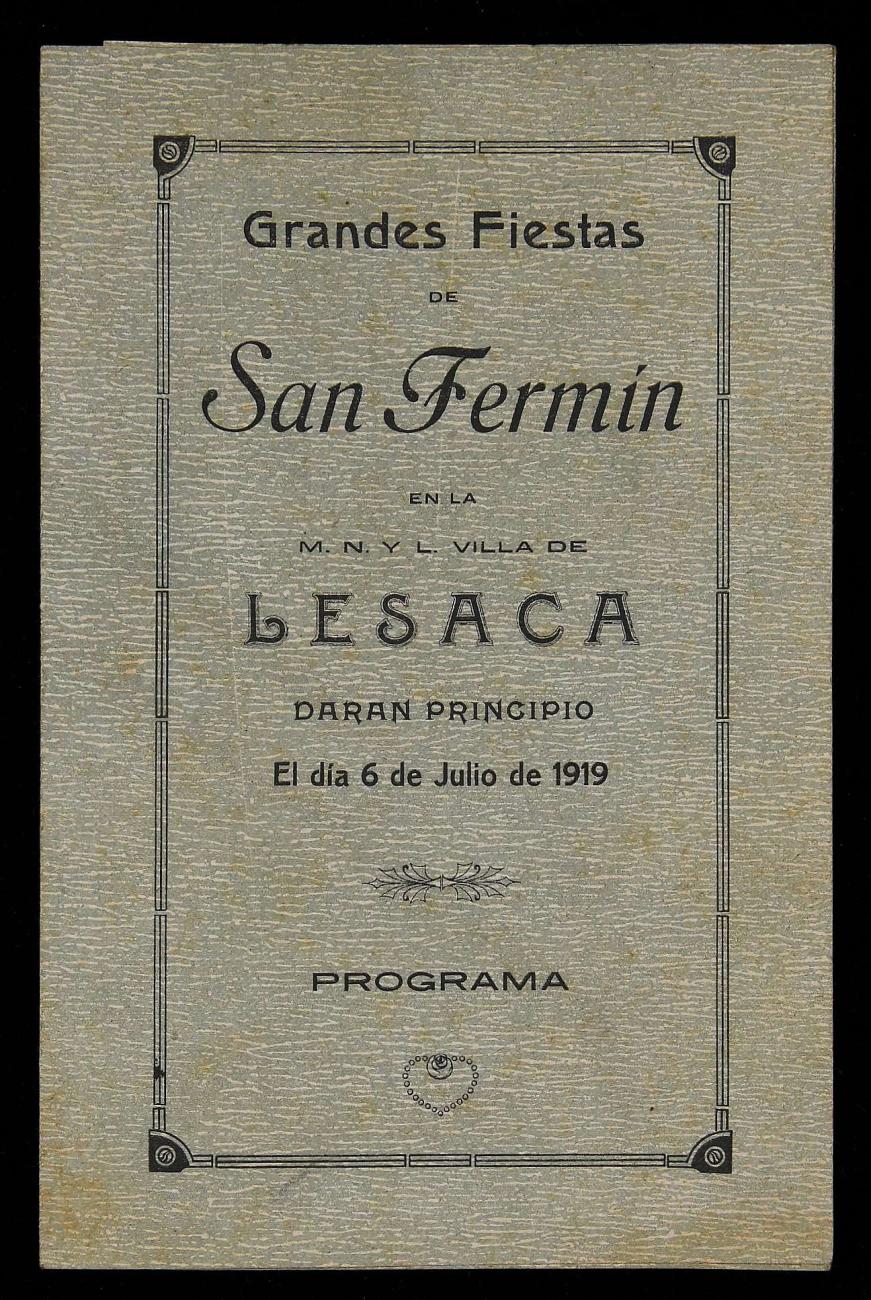 Grandes Fiestas
DE
San Fermín
EN LA
M. N. Y L. VILLA DE
LESACA
DARAN PRINCIPIO
El día 6 de Julio de 1919
PROGRAMA